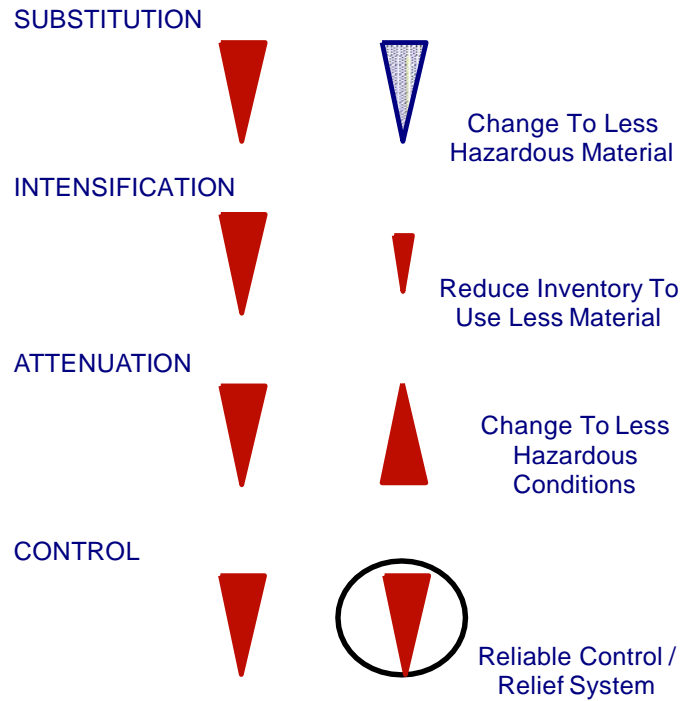 SUBSTITUTION
Change To Less
Hazardous Material
INTENSIFICATION
Reduce Inventory To
Use Less Material
ATTENUATION
Change To Less
Hazardous
Conditions
CONTROL
Reliable Control /
Relief System